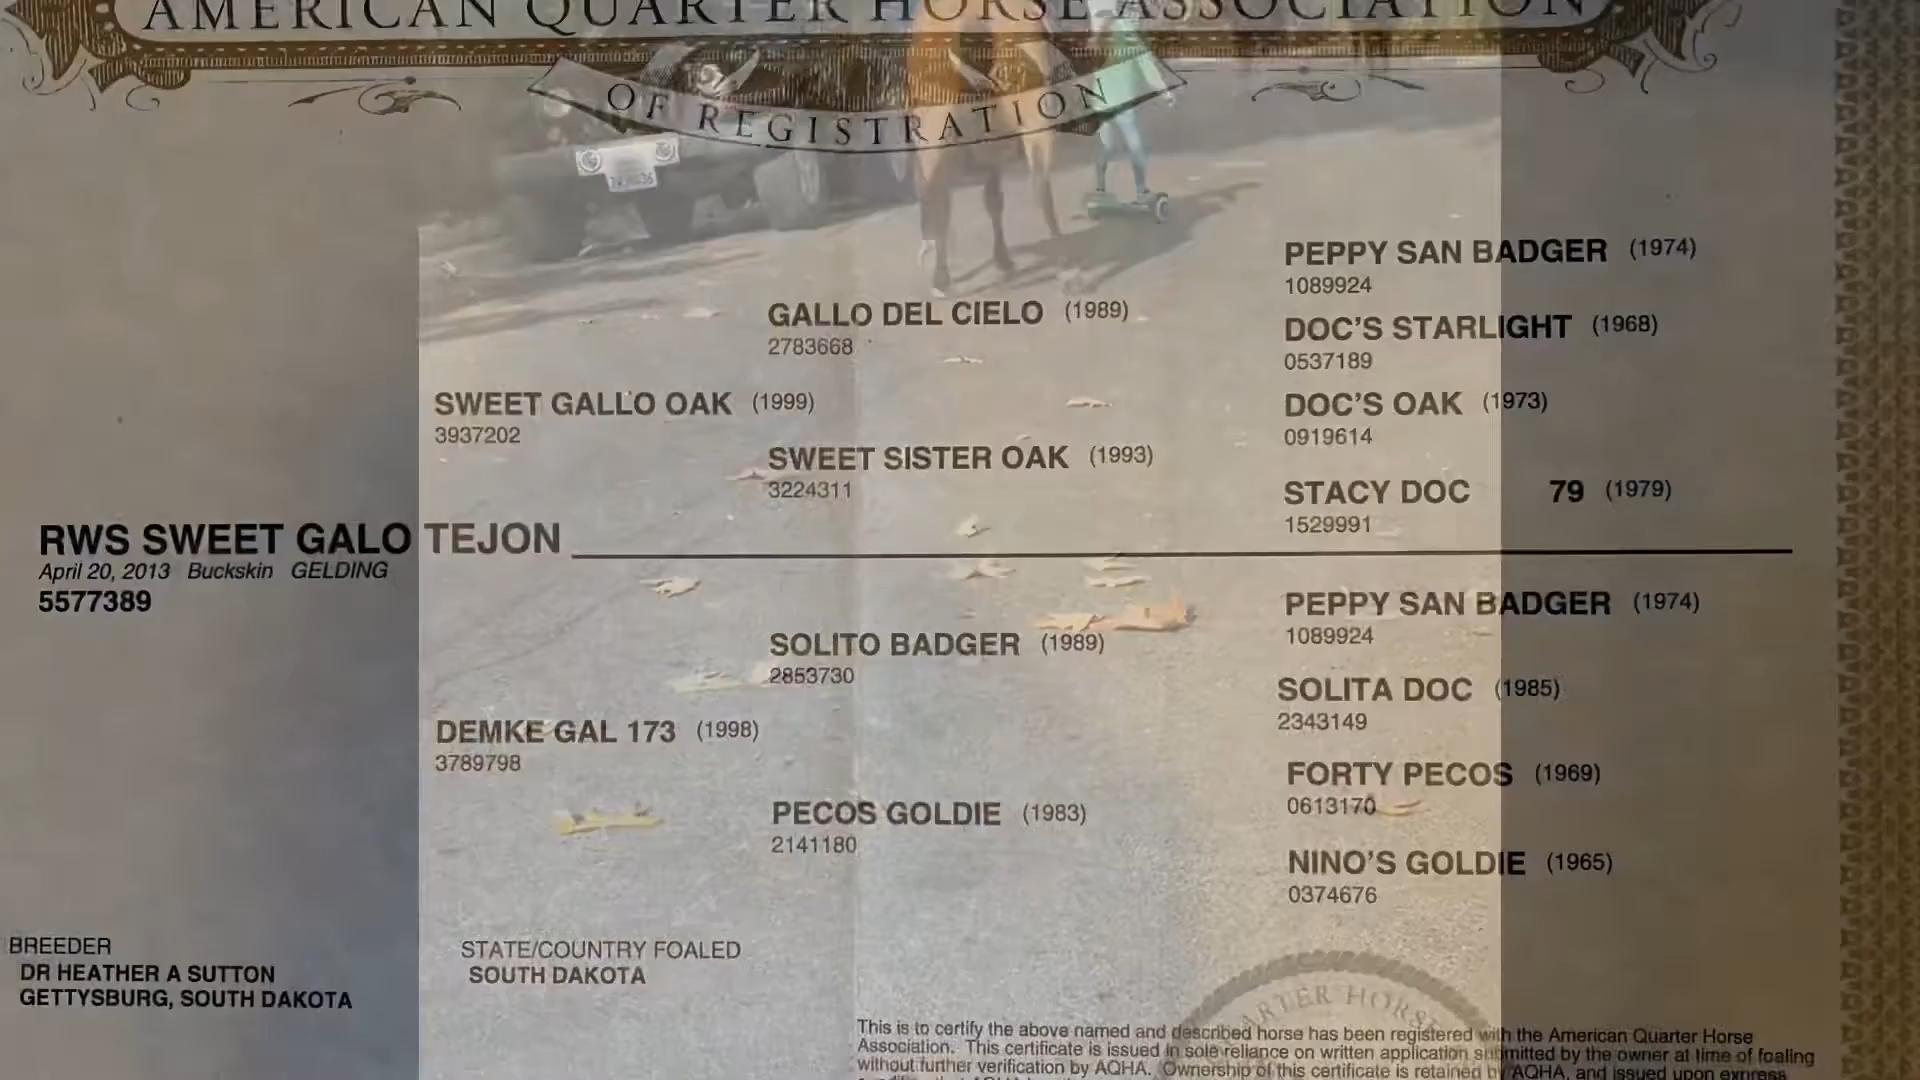 AMERICAN QUARTER HORSE ASSOCIATION
OF REGISTRATION
PEPPY SAN BADGER (1974)
1089924
GALLO DEL CIELO (1989)
2783668
DOC'S STARLIGHT (1968)
0537189
SWEET GALLO OAK (1999)
3937202
DOC'S OAK (1973)
0919614
SWEET SISTER OAK (1993)
3224311
STACY DOC 79 (1979)
1529991
RWS SWEET GALO TEJON
April 20, 2013 Buckskin GELDING
5577389
PEPPY SAN BADGER (1974)
1089924
SOLITO BADGER (1989)
2853730
SOLITA DOC (1985)
2343149
DEMKE GAL 173 (1998)
3789798
FORTY PECOS (1969)
0613170
PECOS GOLDIE (1983)
2141180
NINO'S GOLDIE (1965)
0374676
BREEDER
DR HEATHER A SUTTON
GETTYSBURG, SOUTH DAKOTA
STATE/COUNTRY FOALED
SOUTH DAKOTA
QUARTER HORSE
This is to certify the above named and described horse has been registered with the American Quarter Horse
Association. This certificate is issued in sole reliance on written application submitted by the owner at time of foaling
without further verification by AQHA. Ownership of this certificate is retained by AQHA, and issued upon express